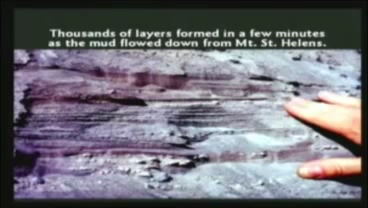 Thousands of layers formed in a few minutes
as the mud flowed down from Mt. St. Helens.